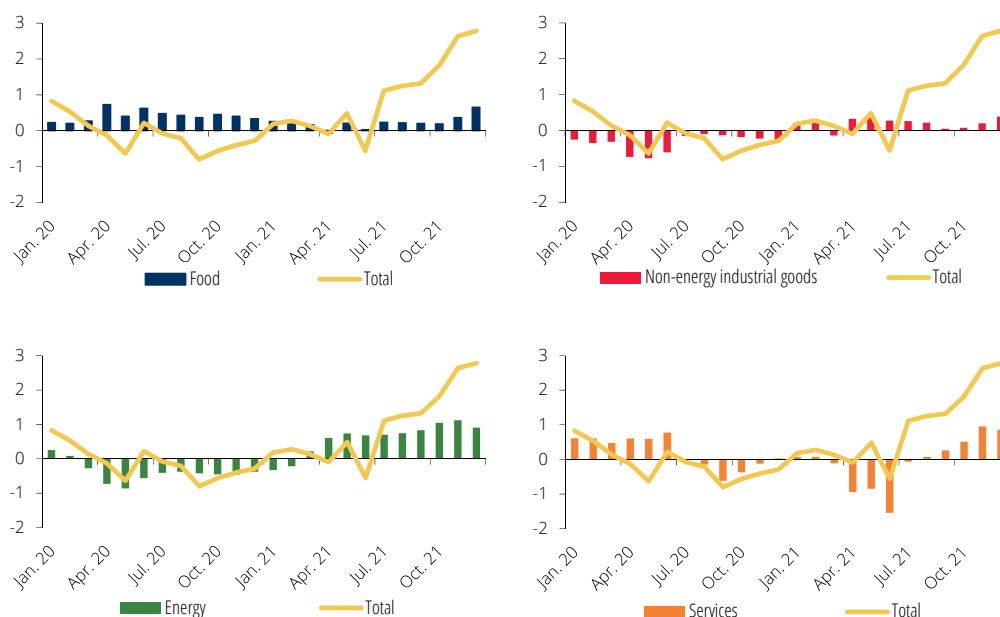 3
2
1
0
-1
-2
Jan. 20
Apr. 20
Jul. 20
Oct. 20
Jan. 21
Apr. 21
Jul. 21
Oct. 21
Food
Total
3
2
1
0
-1
-2
Jan. 20
Apr. 20
Jul. 20
Oct. 20
Jan. 21
Apr. 21
Jul. 21
Oct. 21
Non-energy industrial goods
Total
3
2
1
0
-1
-2
Jan. 20
Apr. 20
Jul. 20
Oct. 20
Jan. 21
Apr. 21
Jul. 21
Oct. 21
Energy
Total
3
2
1
0
-1
-2
Jan. 20
Apr. 20
Jul. 20
Oct. 20
Jan. 21
Apr. 21
Jul. 21
Oct. 21
Services
Total